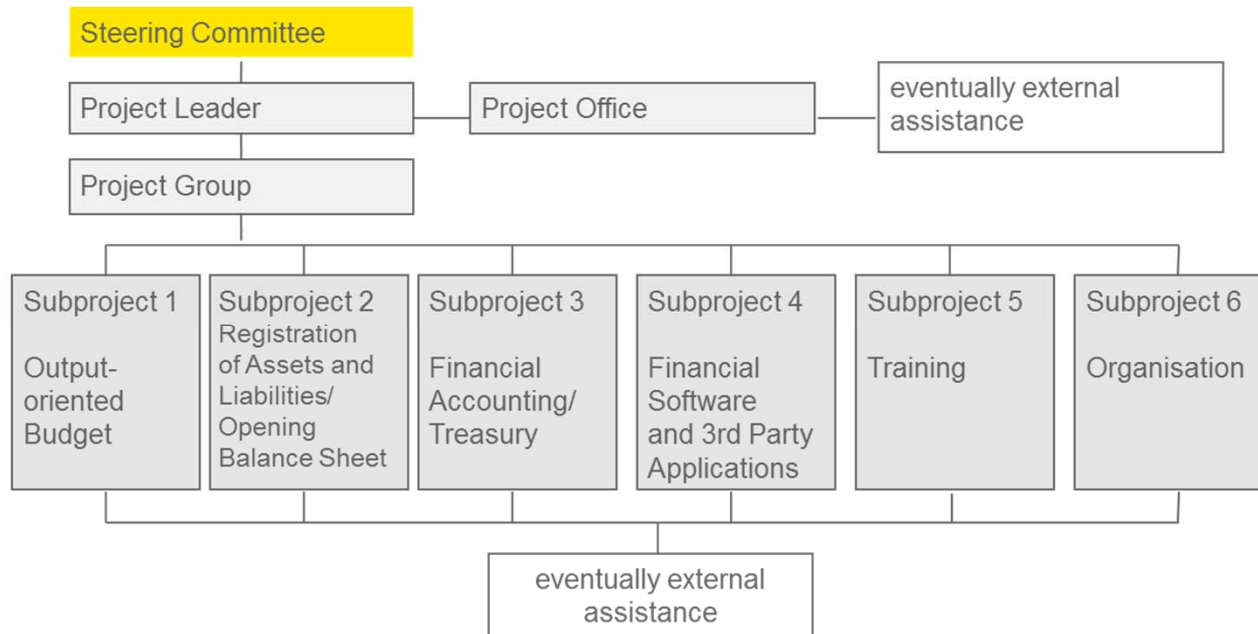 Steering Committee
Project Leader
Project Office
eventually external
assistance
Project Group
Subproject 1
Output-
oriented
Budget
Subproject 2
Registration
of Assets and
Liabilities/
Opening
Balance Sheet
Subproject 3
Financial
Accounting/
Treasury
Subproject 4
Financial
Software
and 3rd Party
Applications
Subproject 5
Training
Subproject 6
Organisation
eventually external
assistance